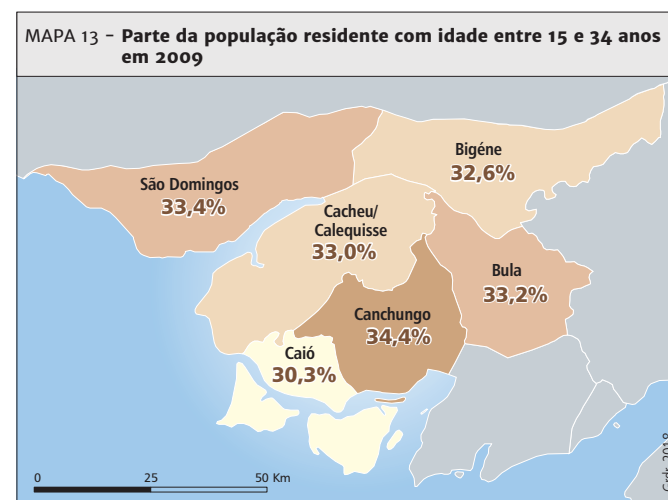 MAPA 13 – Parte da população residente com idade entre 15 e 34 anos
em 2009
Bigéne
32,6%
São Domingos
33,4%
Cacheu/
Calequisse
33,0%
Bula
33,2%
Canchungo
34,4%
Caió
30,3%
0 25 50 Km
2018